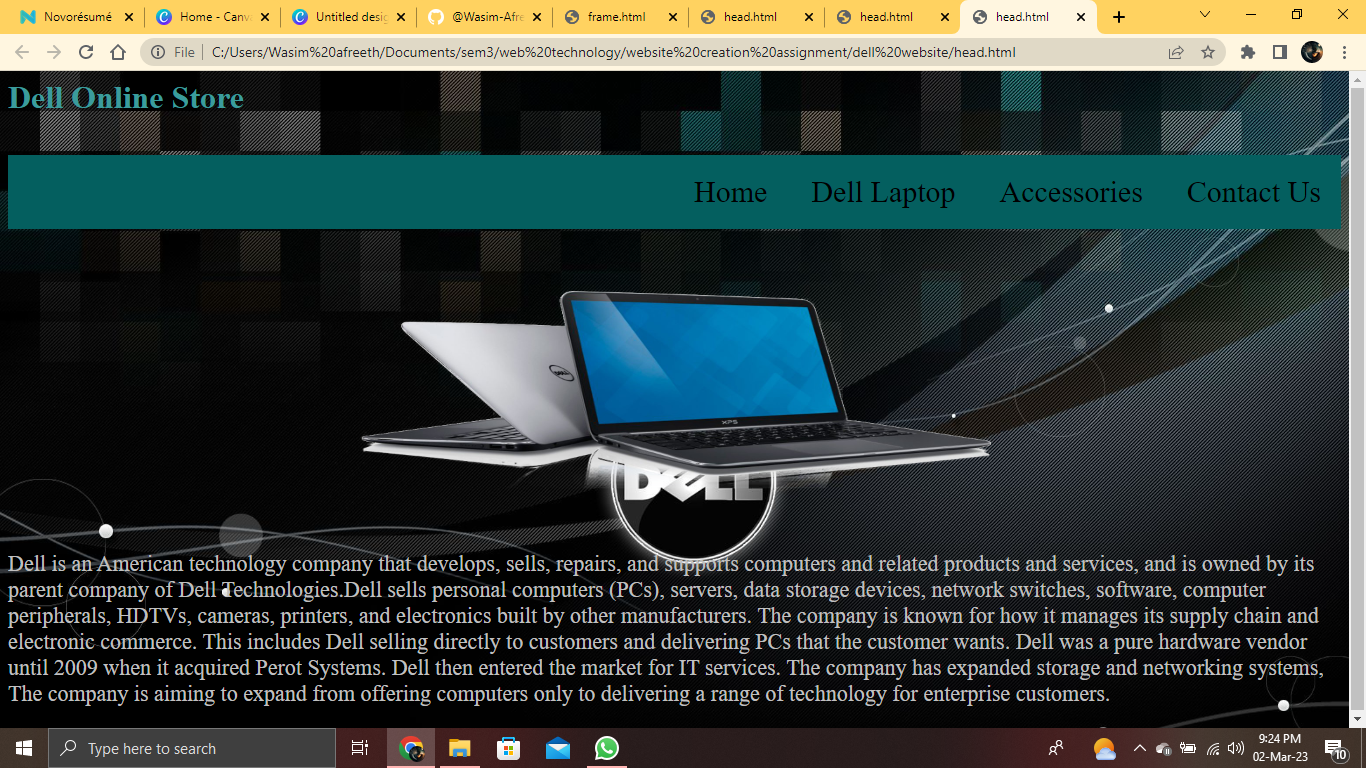 Novorésumé
Home - Canv
Untitled desig
@Wasim-Afre
frame.html
head.html
head.html
head.html
File
C:/Users/Wasim%20afreeth/Documents/sem3/web%20technology/website%20creation%20assignment/dell%20website/head.html
Dell Online Store
Home
Dell Laptop
Accessories
Contact Us
DELL
XPS
DELL
Dell is an American technology company that develops, sells, repairs, and supports computers and related products and services, and is owned by its
parent company of Dell Technologies.Dell sells personal computers (PCs), servers, data storage devices, network switches, software, computer
peripherals, HDTVs, cameras, printers, and electronics built by other manufacturers. The company is known for how it manages its supply chain and
electronic commerce. This includes Dell selling directly to customers and delivering PCs that the customer wants. Dell was a pure hardware vendor
until 2009 when it acquired Perot Systems. Dell then entered the market for IT services. The company has expanded storage and networking systems,
The company is aiming to expand from offering computers only to delivering a range of technology for enterprise customers.
Type here to search
9:24 PM
02-Mar-23
10